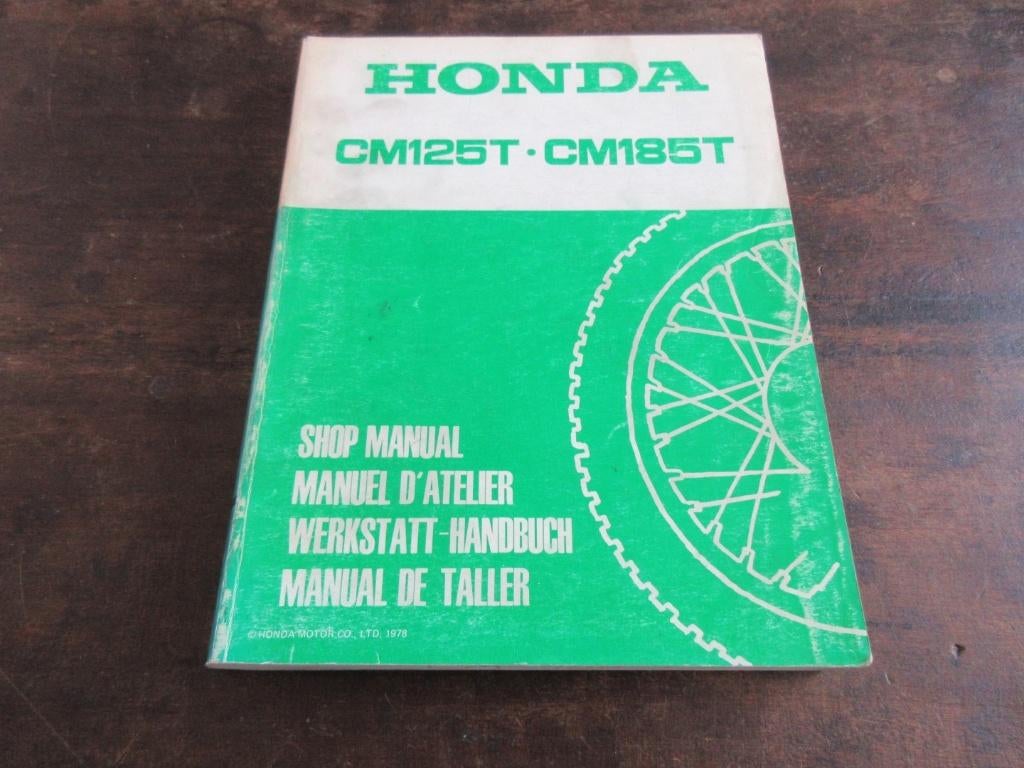 HONDA
CM125T·CM185T
SHOP MANUAL
MANUEL D'ATELIER
WERKSTATT-HANDBUCH
MANUAL DE TALLER
© HONDA MOTOR CO., LTD. 1978